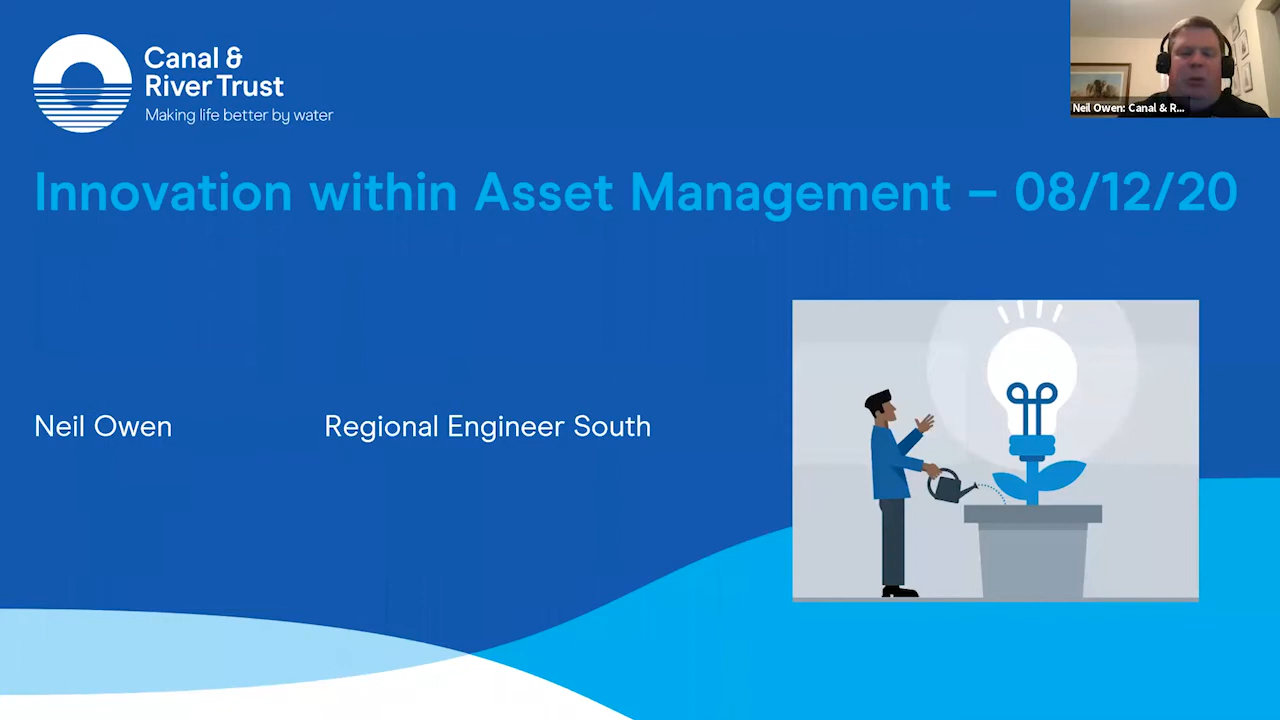 Canal &
River Trust
Making life better by water
Neil Owen: Canal & R...
Innovation within Asset Management – 08/12/20
Neil Owen
Regional Engineer South